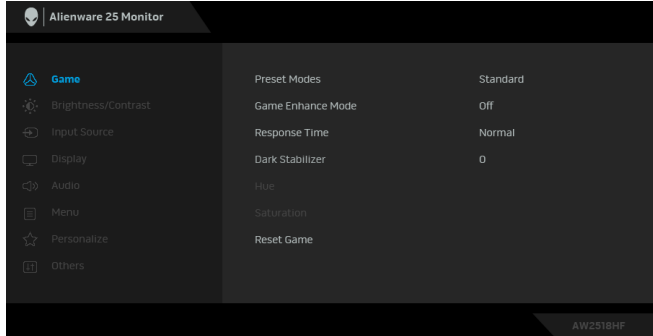 Alienware 25 Monitor
Game
Preset Modes Standard
Brightness/Contrast
Game Enhance Mode Off
Input Source
Response Time Normal
Display
Dark Stabilizer 0
Audio
Hue
Menu
Saturation
Personalize
Reset Game
Others
AW2518HF